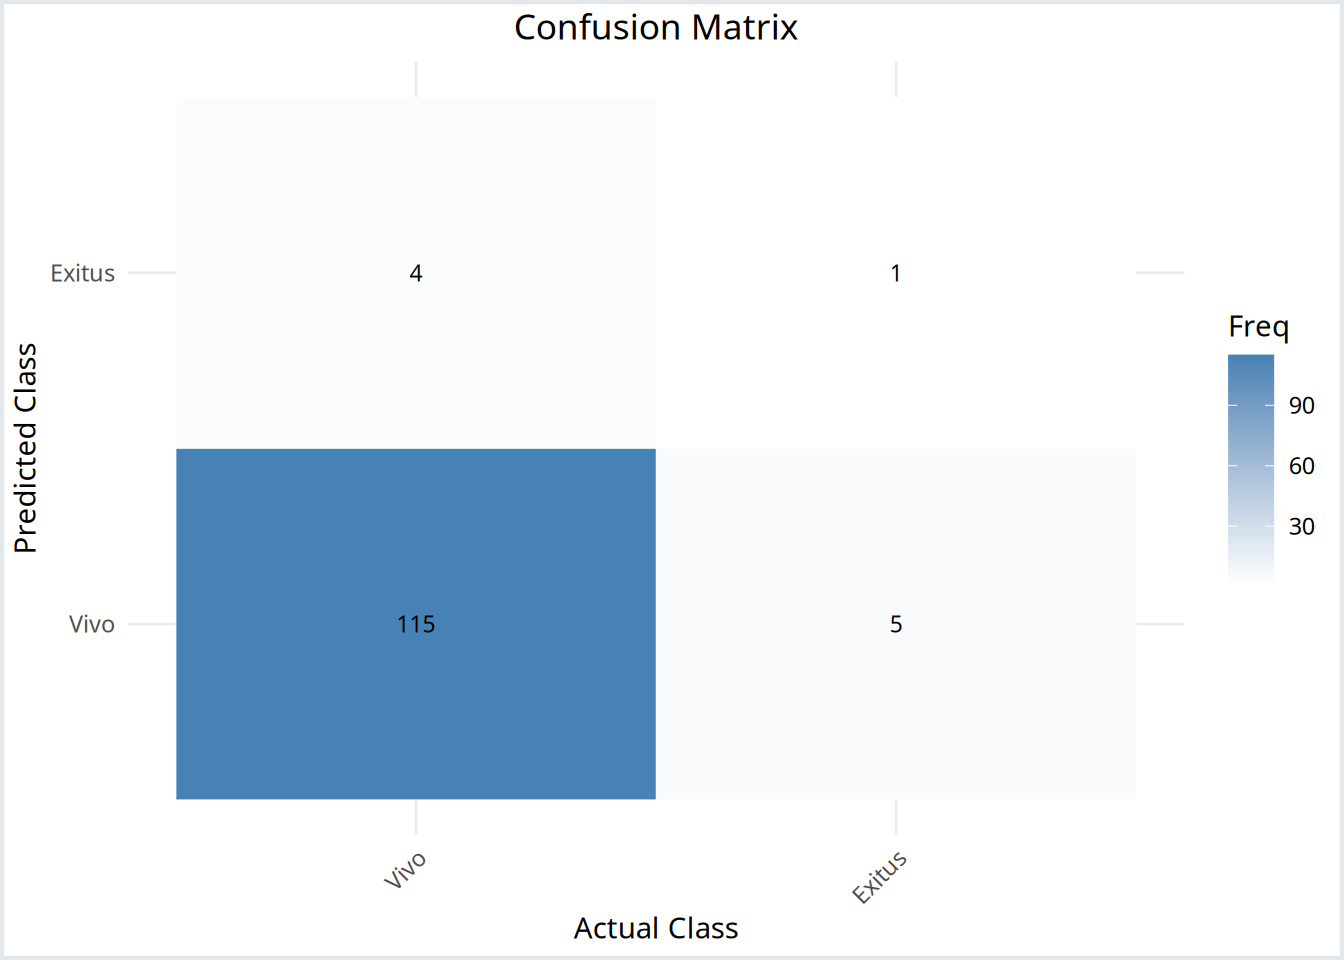 Confusion Matrix
Exitus
4
1
Predicted Class
Vivo
115
5
Vivo
Exitus
Actual Class
Freq
90
60
30